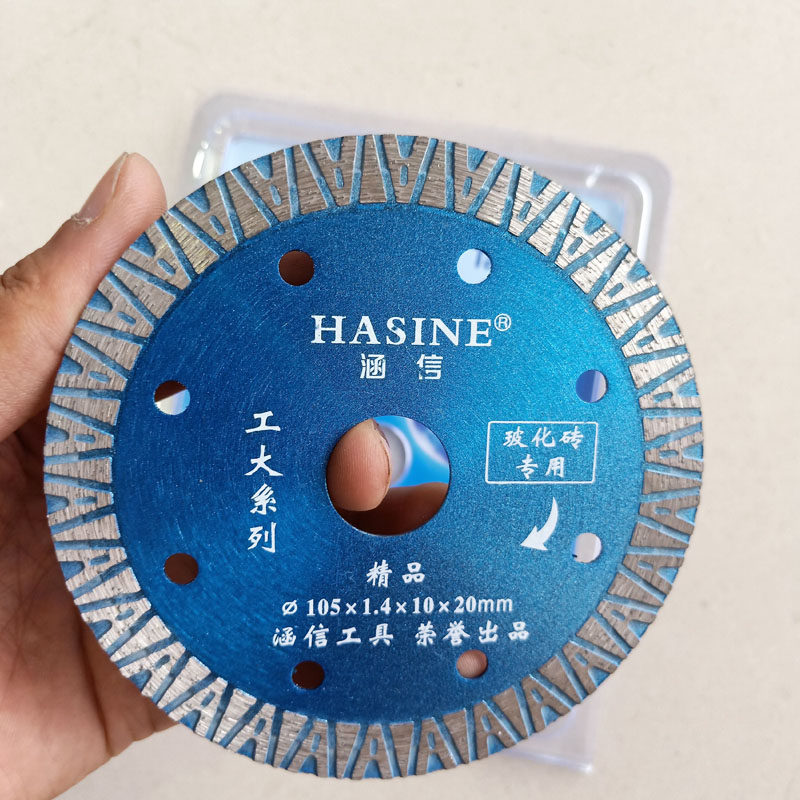 HASINE®
涵信
工大系列
玻化砖
专用
精品
Ø 105×1.4×10×20mm
涵信工具 荣誉出品